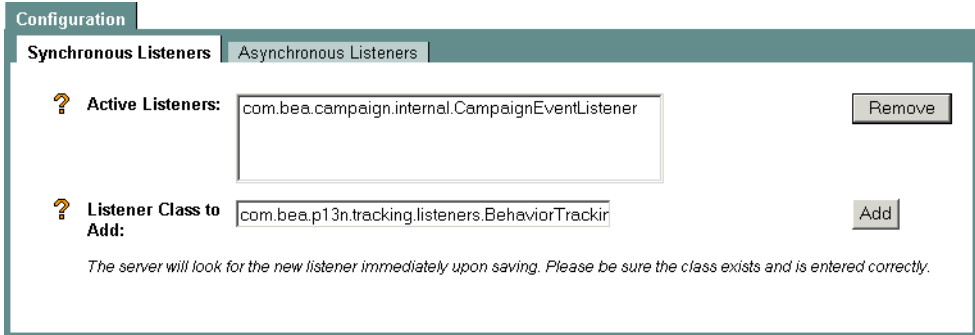 Configuration
Synchronous Listeners Asynchronous Listeners
? Active Listeners: com.bea.campaign.internal.CampaignEventListener Remove
? Listener Class to com.bea.p13n.tracking.listeners.BehaviorTrackir Add
Add:
The server will look for the new listener immediately upon saving. Please be sure the class exists and is entered correctly.